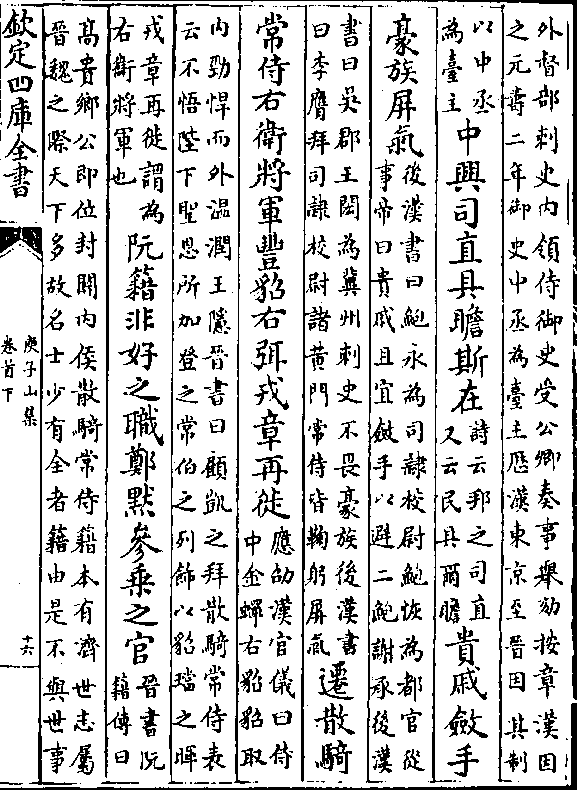 外督部刺史内領侍御史受公卿奏事舉劾按章漢因
之元壽二年御史中丞為臺主歴漢東京至晉因其制
以中丞
為臺主
中興司直具瞻斯在
詩云邦之司直
又云民具爾瞻
貴戚斂手
豪族屏氣
後漢書曰鮑永為司隸校尉鮑恢為都官從
事帝曰貴戚且宜斂手以避二鮑謝承後漢
書曰吳郡王閎為冀州刺史不畏豪族後漢書
曰李膺拜司隸校尉諸黄門常侍皆鞠躬屏氣
遷散騎
常侍右衛將軍豐貂右弭戎章再徙
應劭漢官儀曰侍
中金蟬右貂貂取
内勁悍而外温潤王隱晉書曰顧凱之拜散騎常侍表
云不悟陛下聖恩所加登之常伯之列飾以貂璫之暉
戎章再徙謂為
右衛將軍也
阮籍非好之職鄭默參乗之官
晉書阮
籍傳曰
髙貴鄉公即位封關内侯散騎常侍籍本有濟世志屬
晉魏之際天下多故名士少有全者籍由是不與世事
欽定四庫全書
庾子山集
卷首下
十六